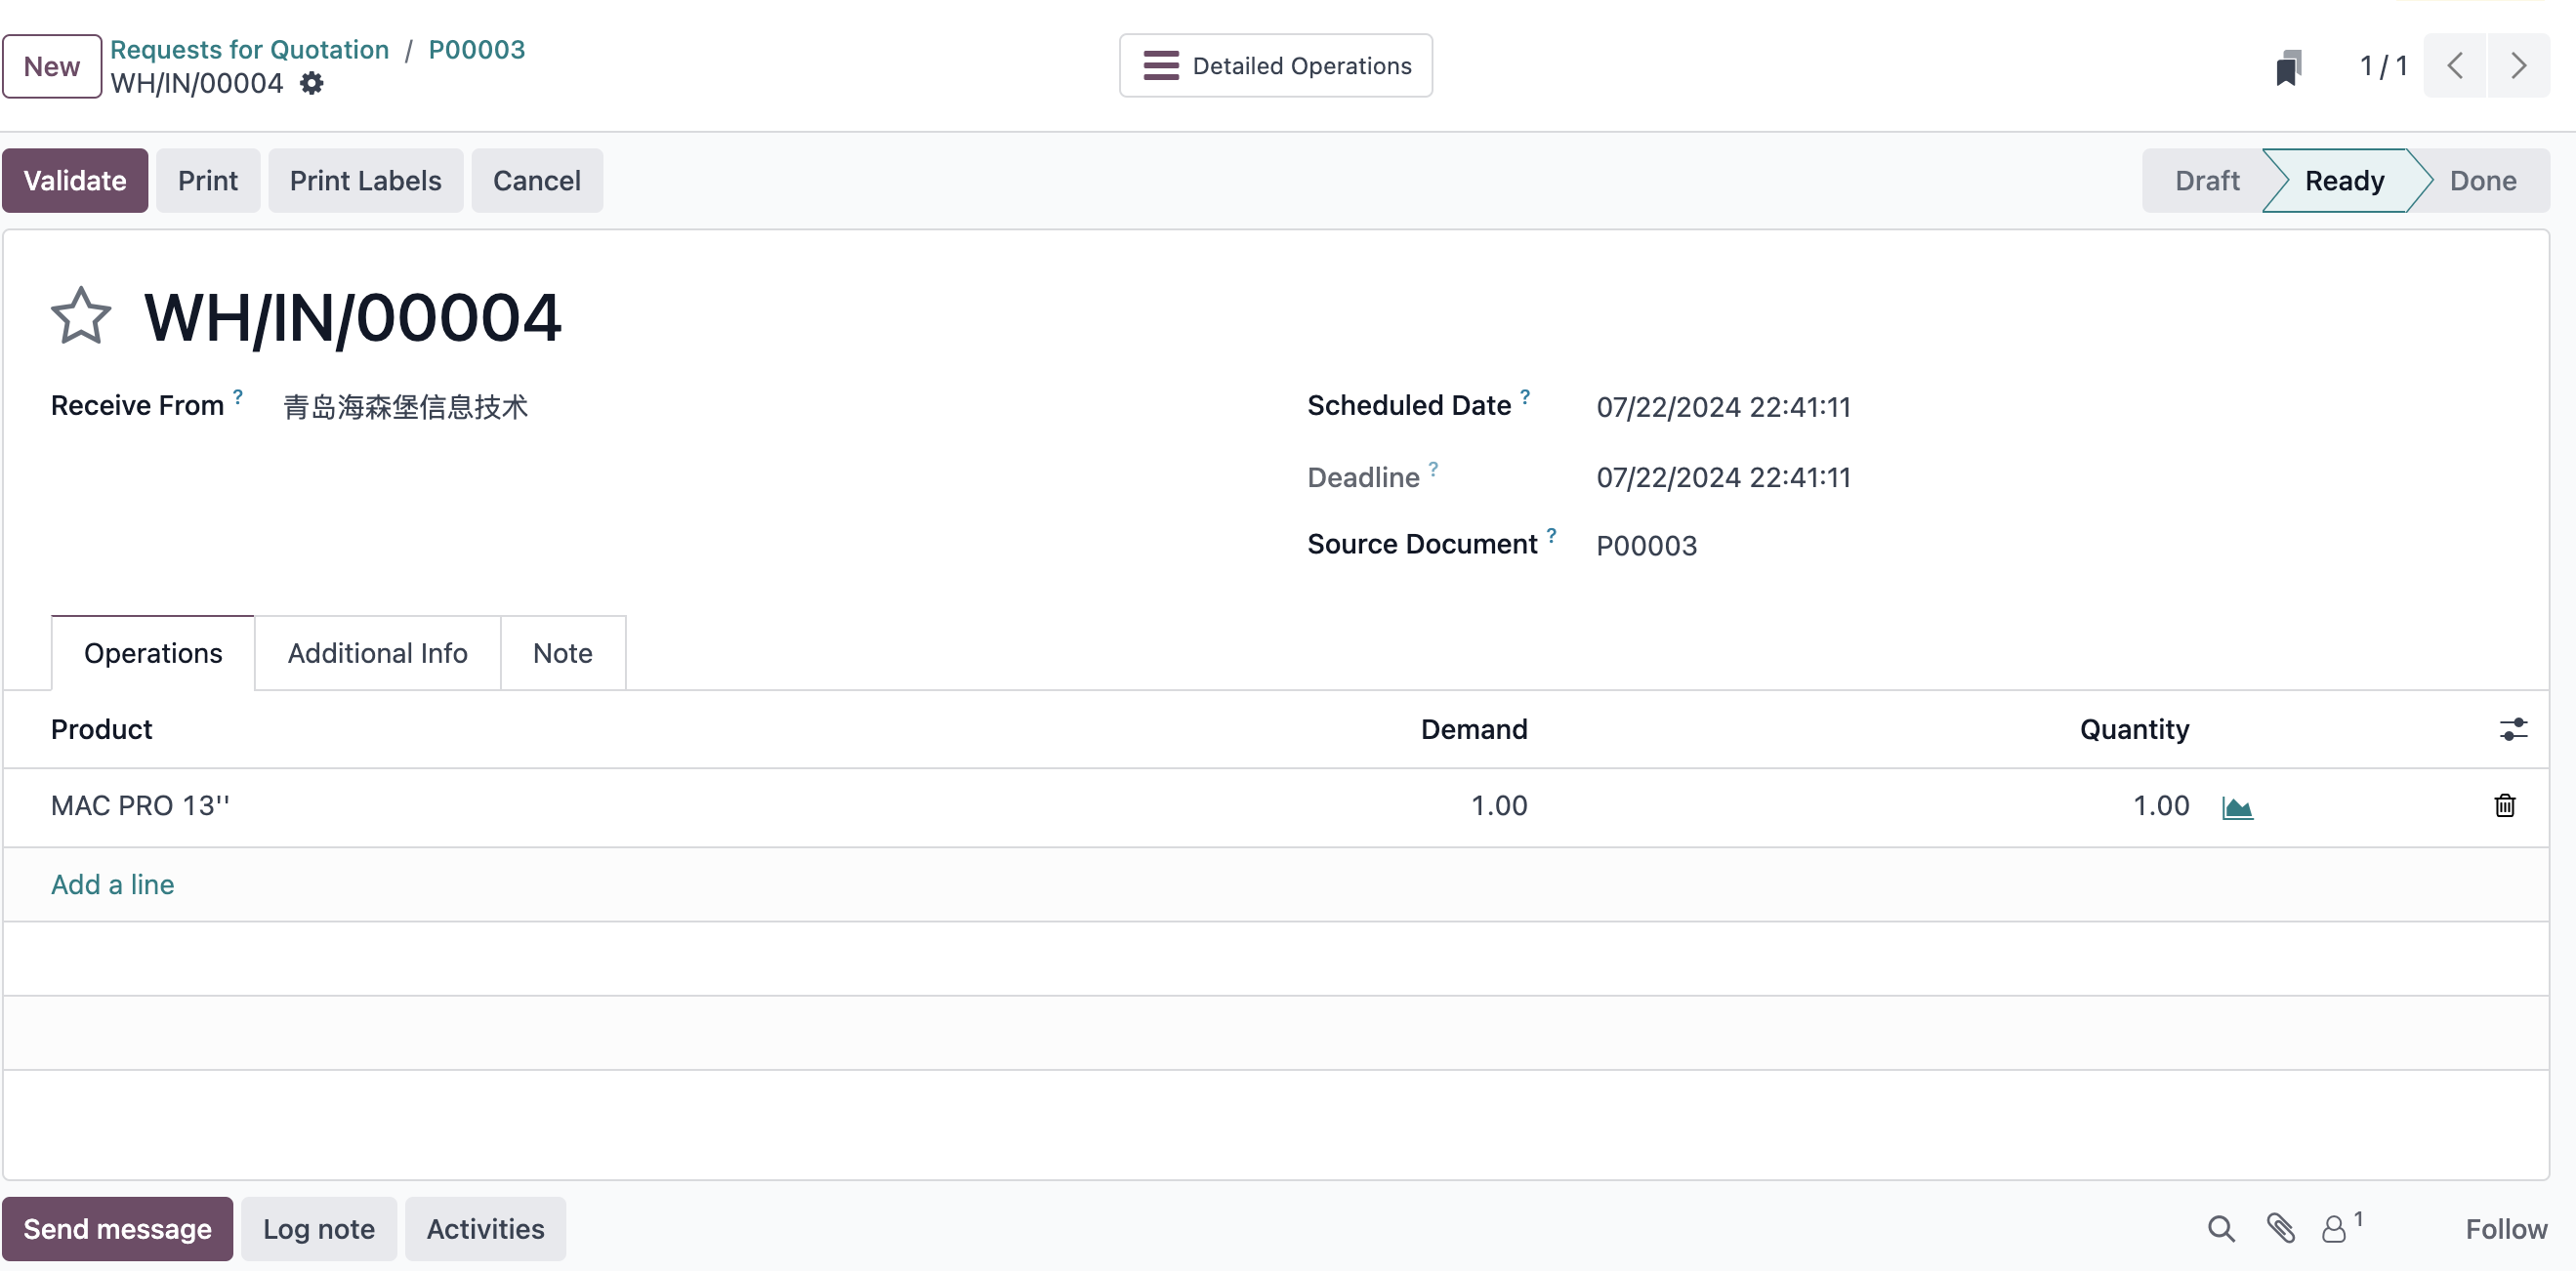 New
Requests for Quotation / P00003
WH/IN/00004
Detailed Operations
1 / 1
Validate
Print
Print Labels
Cancel
Draft
Ready
Done
WH/IN/00004
Receive From ? 青岛海森堡信息技术
Scheduled Date ? 07/22/2024 22:41:11
Deadline ? 07/22/2024 22:41:11
Source Document ? P00003
Operations
Additional Info
Note
Product Demand Quantity
MAC PRO 13'' 1.00 1.00
Add a line
Send message
Log note
Activities
1
Follow